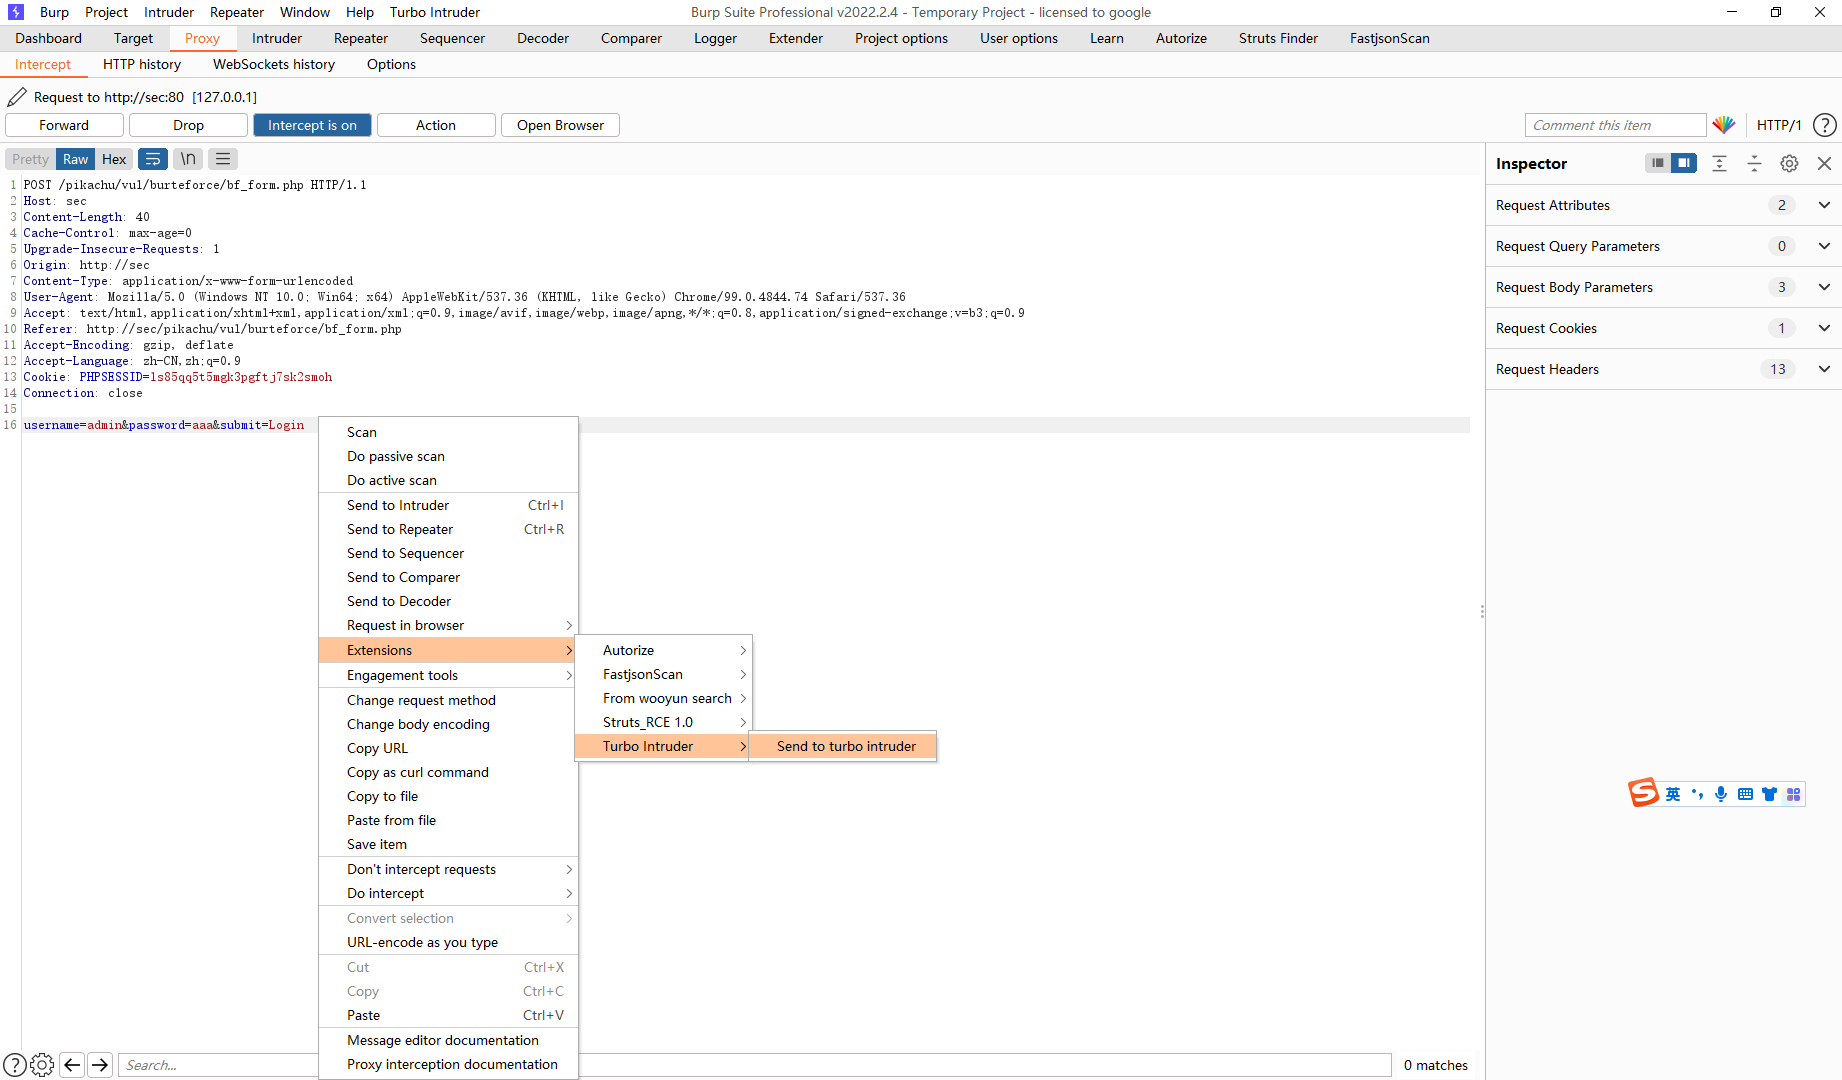 Burp Project Intruder Repeater Window Help Turbo Intruder
Burp Suite Professional v2022.2.4 - Temporary Project - licensed to google
Dashboard Target Proxy Intruder Repeater Sequencer Decoder Comparer Logger Extender Project options User options Learn Autorize Struts Finder FastjsonScan
Intercept HTTP history WebSockets history Options
Request to http://sec:80 [127.0.0.1]
Forward Drop Intercept is on Action Open Browser Comment this item HTTP/1 ?
Pretty Raw Hex \n
1 POST /pikachu/vul/burteforce/bf_form.php HTTP/1.1
2 Host: sec
3 Content-Length: 40
4 Cache-Control: max-age=0
5 Upgrade-Insecure-Requests: 1
6 Origin: http://sec
7 Content-Type: application/x-www-form-urlencoded
8 User-Agent: Mozilla/5.0 (Windows NT 10.0; Win64; x64) AppleWebKit/537.36 (KHTML, like Gecko) Chrome/99.0.4844.74 Safari/537.36
9 Accept: text/html,application/xhtml+xml,application/xml;q=0.9,image/avif,image/webp,image/apng,*/*;q=0.8,application/signed-exchange;v=b3;q=0.9
10 Referer: http://sec/pikachu/vul/burteforce/bf_form.php
11 Accept-Encoding: gzip, deflate
12 Accept-Language: zh-CN,zh;q=0.9
13 Cookie: PHPSESSID=ls85qq5t5mgk3pgftj7sk2smoh
14 Connection: close
15
16 username=admin&password=aaa&submit=Login
Scan
Do passive scan
Do active scan
Send to Intruder Ctrl+I
Send to Repeater Ctrl+R
Send to Sequencer
Send to Comparer
Send to Decoder
Request in browser
Extensions
Engagement tools
Change request method
Change body encoding
Copy URL
Copy as curl command
Copy to file
Paste from file
Save item
Don't intercept requests
Do intercept
Convert selection
URL-encode as you type
Cut Ctrl+X
Copy Ctrl+C
Paste Ctrl+V
Message editor documentation
Proxy interception documentation
Autorize
FastjsonScan
From wooyun search
Struts_RCE 1.0
Turbo Intruder
Send to turbo intruder
Inspector
Request Attributes 2
Request Query Parameters 0
Request Body Parameters 3
Request Cookies 1
Request Headers 13
S 英
? Search... 0 matches